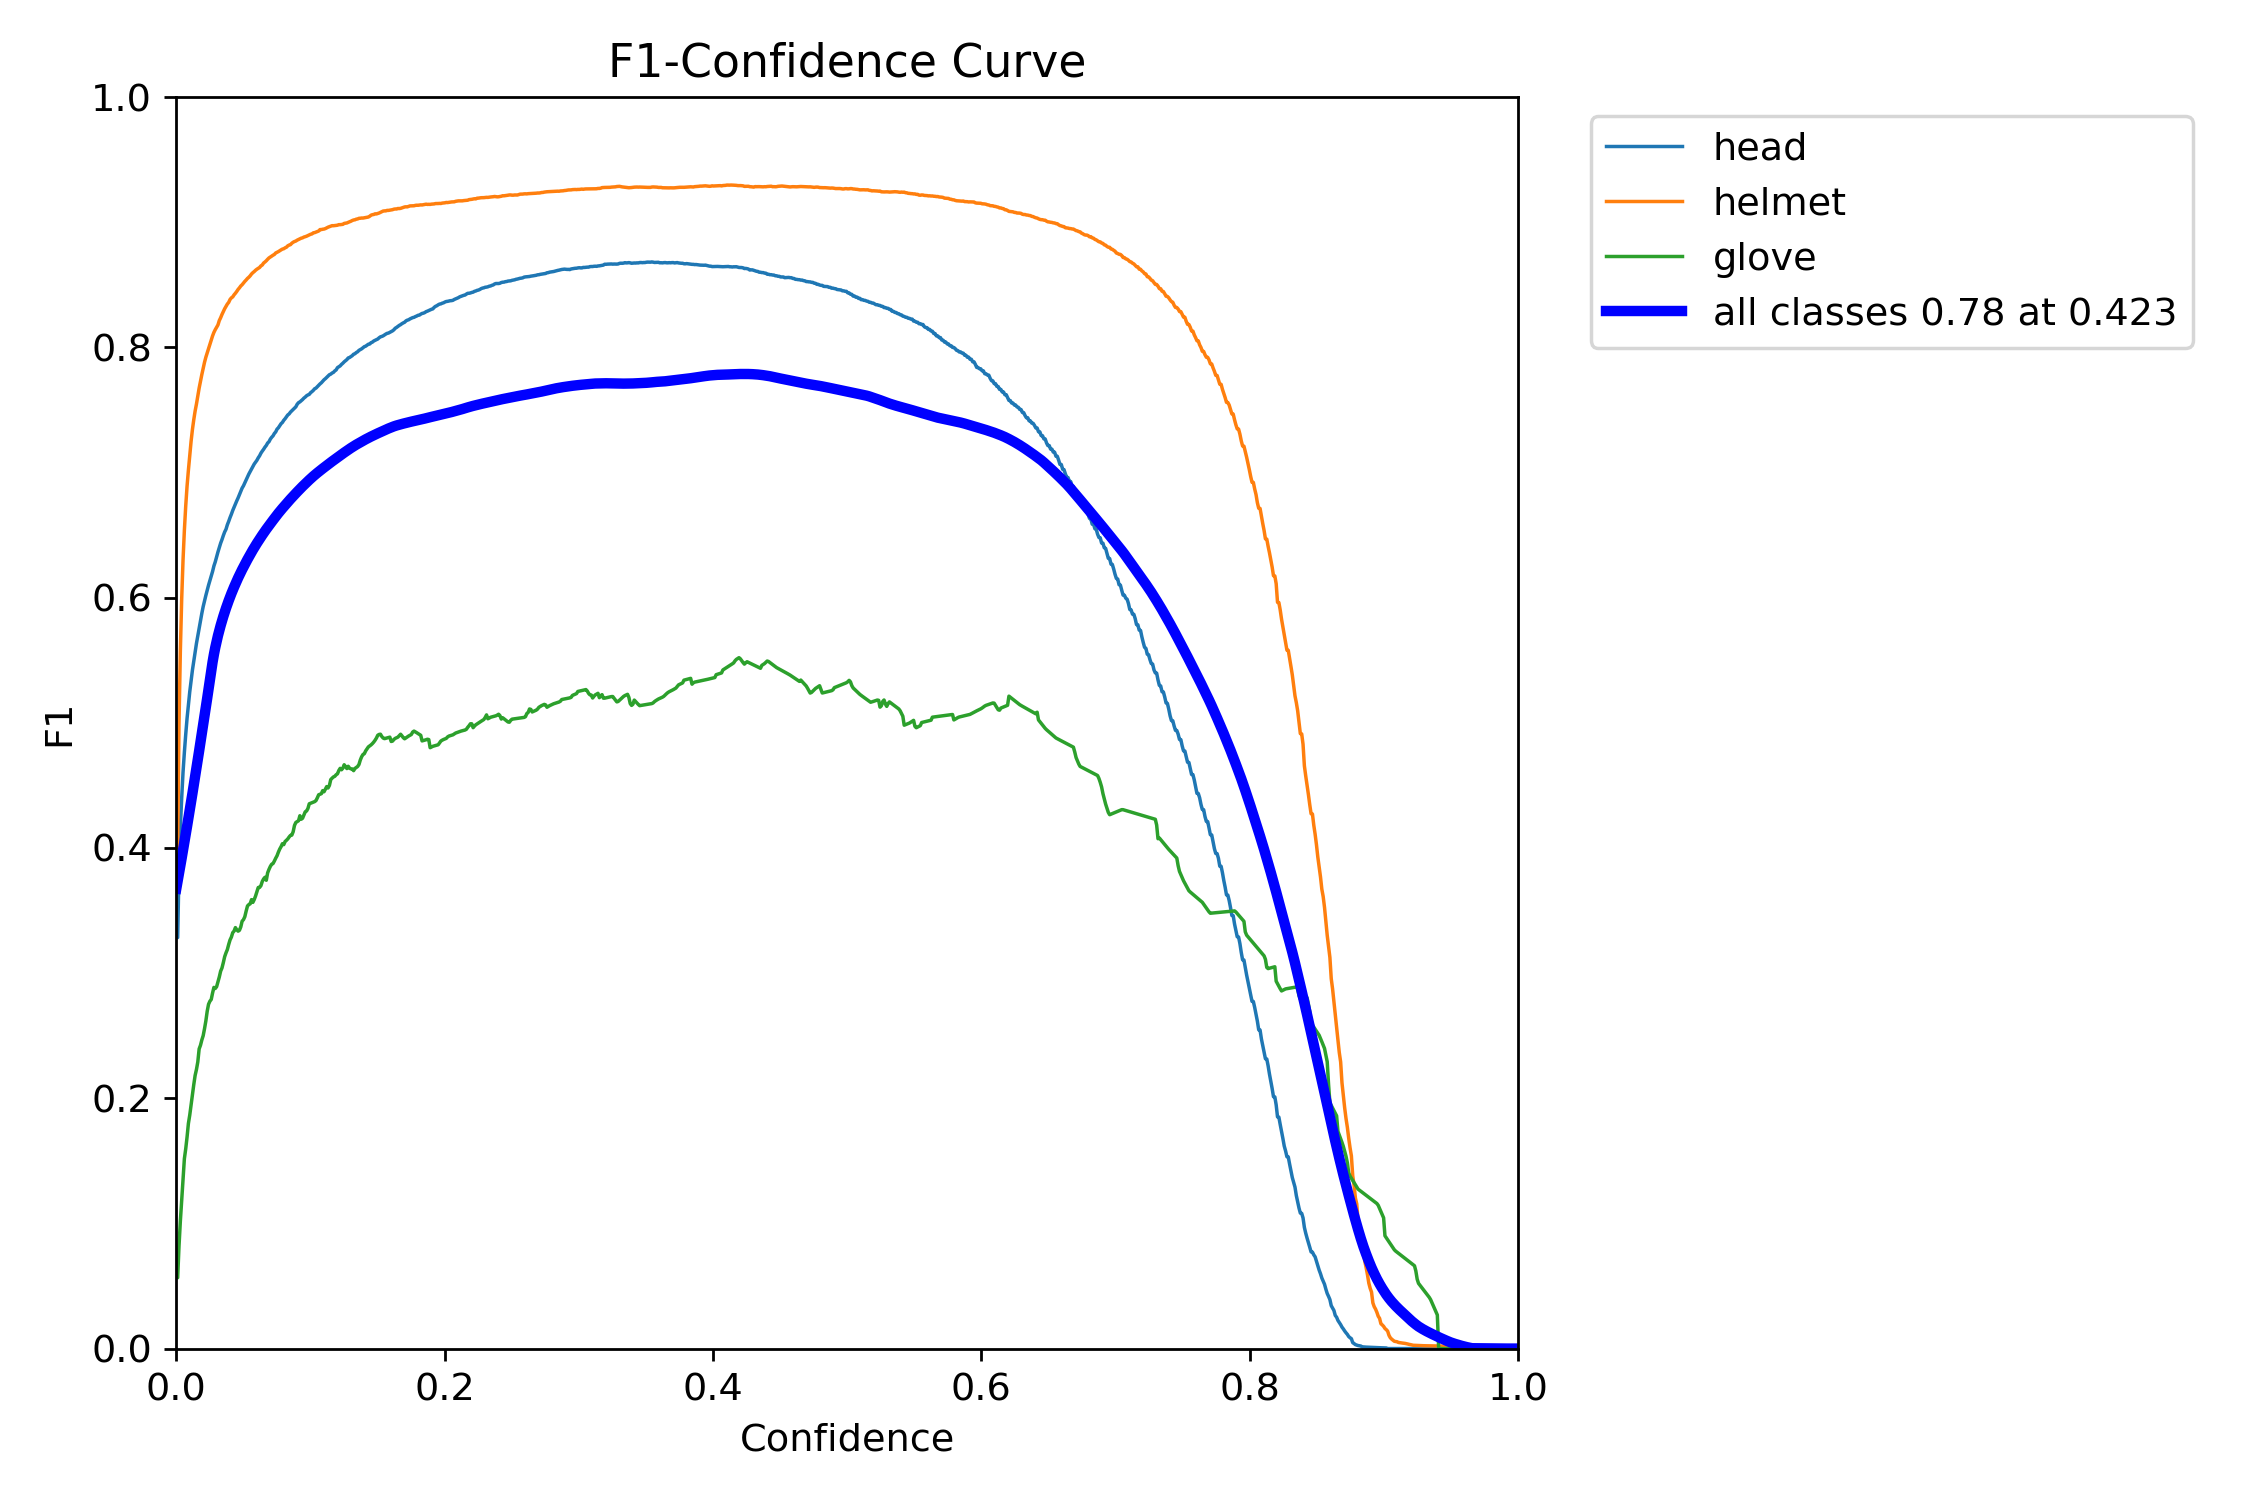 F1-Confidence Curve
1.0
0.8
0.6
0.4
0.2
0.0
F1
0.0 0.2 0.4 0.6 0.8 1.0
Confidence
head
helmet
glove
all classes 0.78 at 0.423